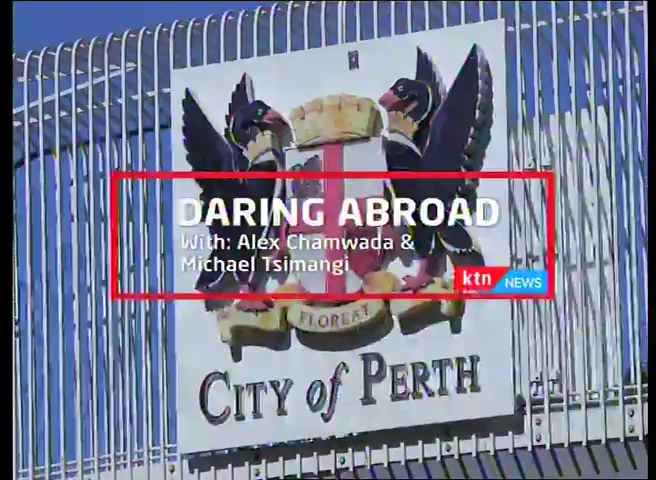 DARING ABROAD
With: Alex Chamwada &
Michael Tsimangi
ktn NEWS
FLOREAT
CITY of PERTH